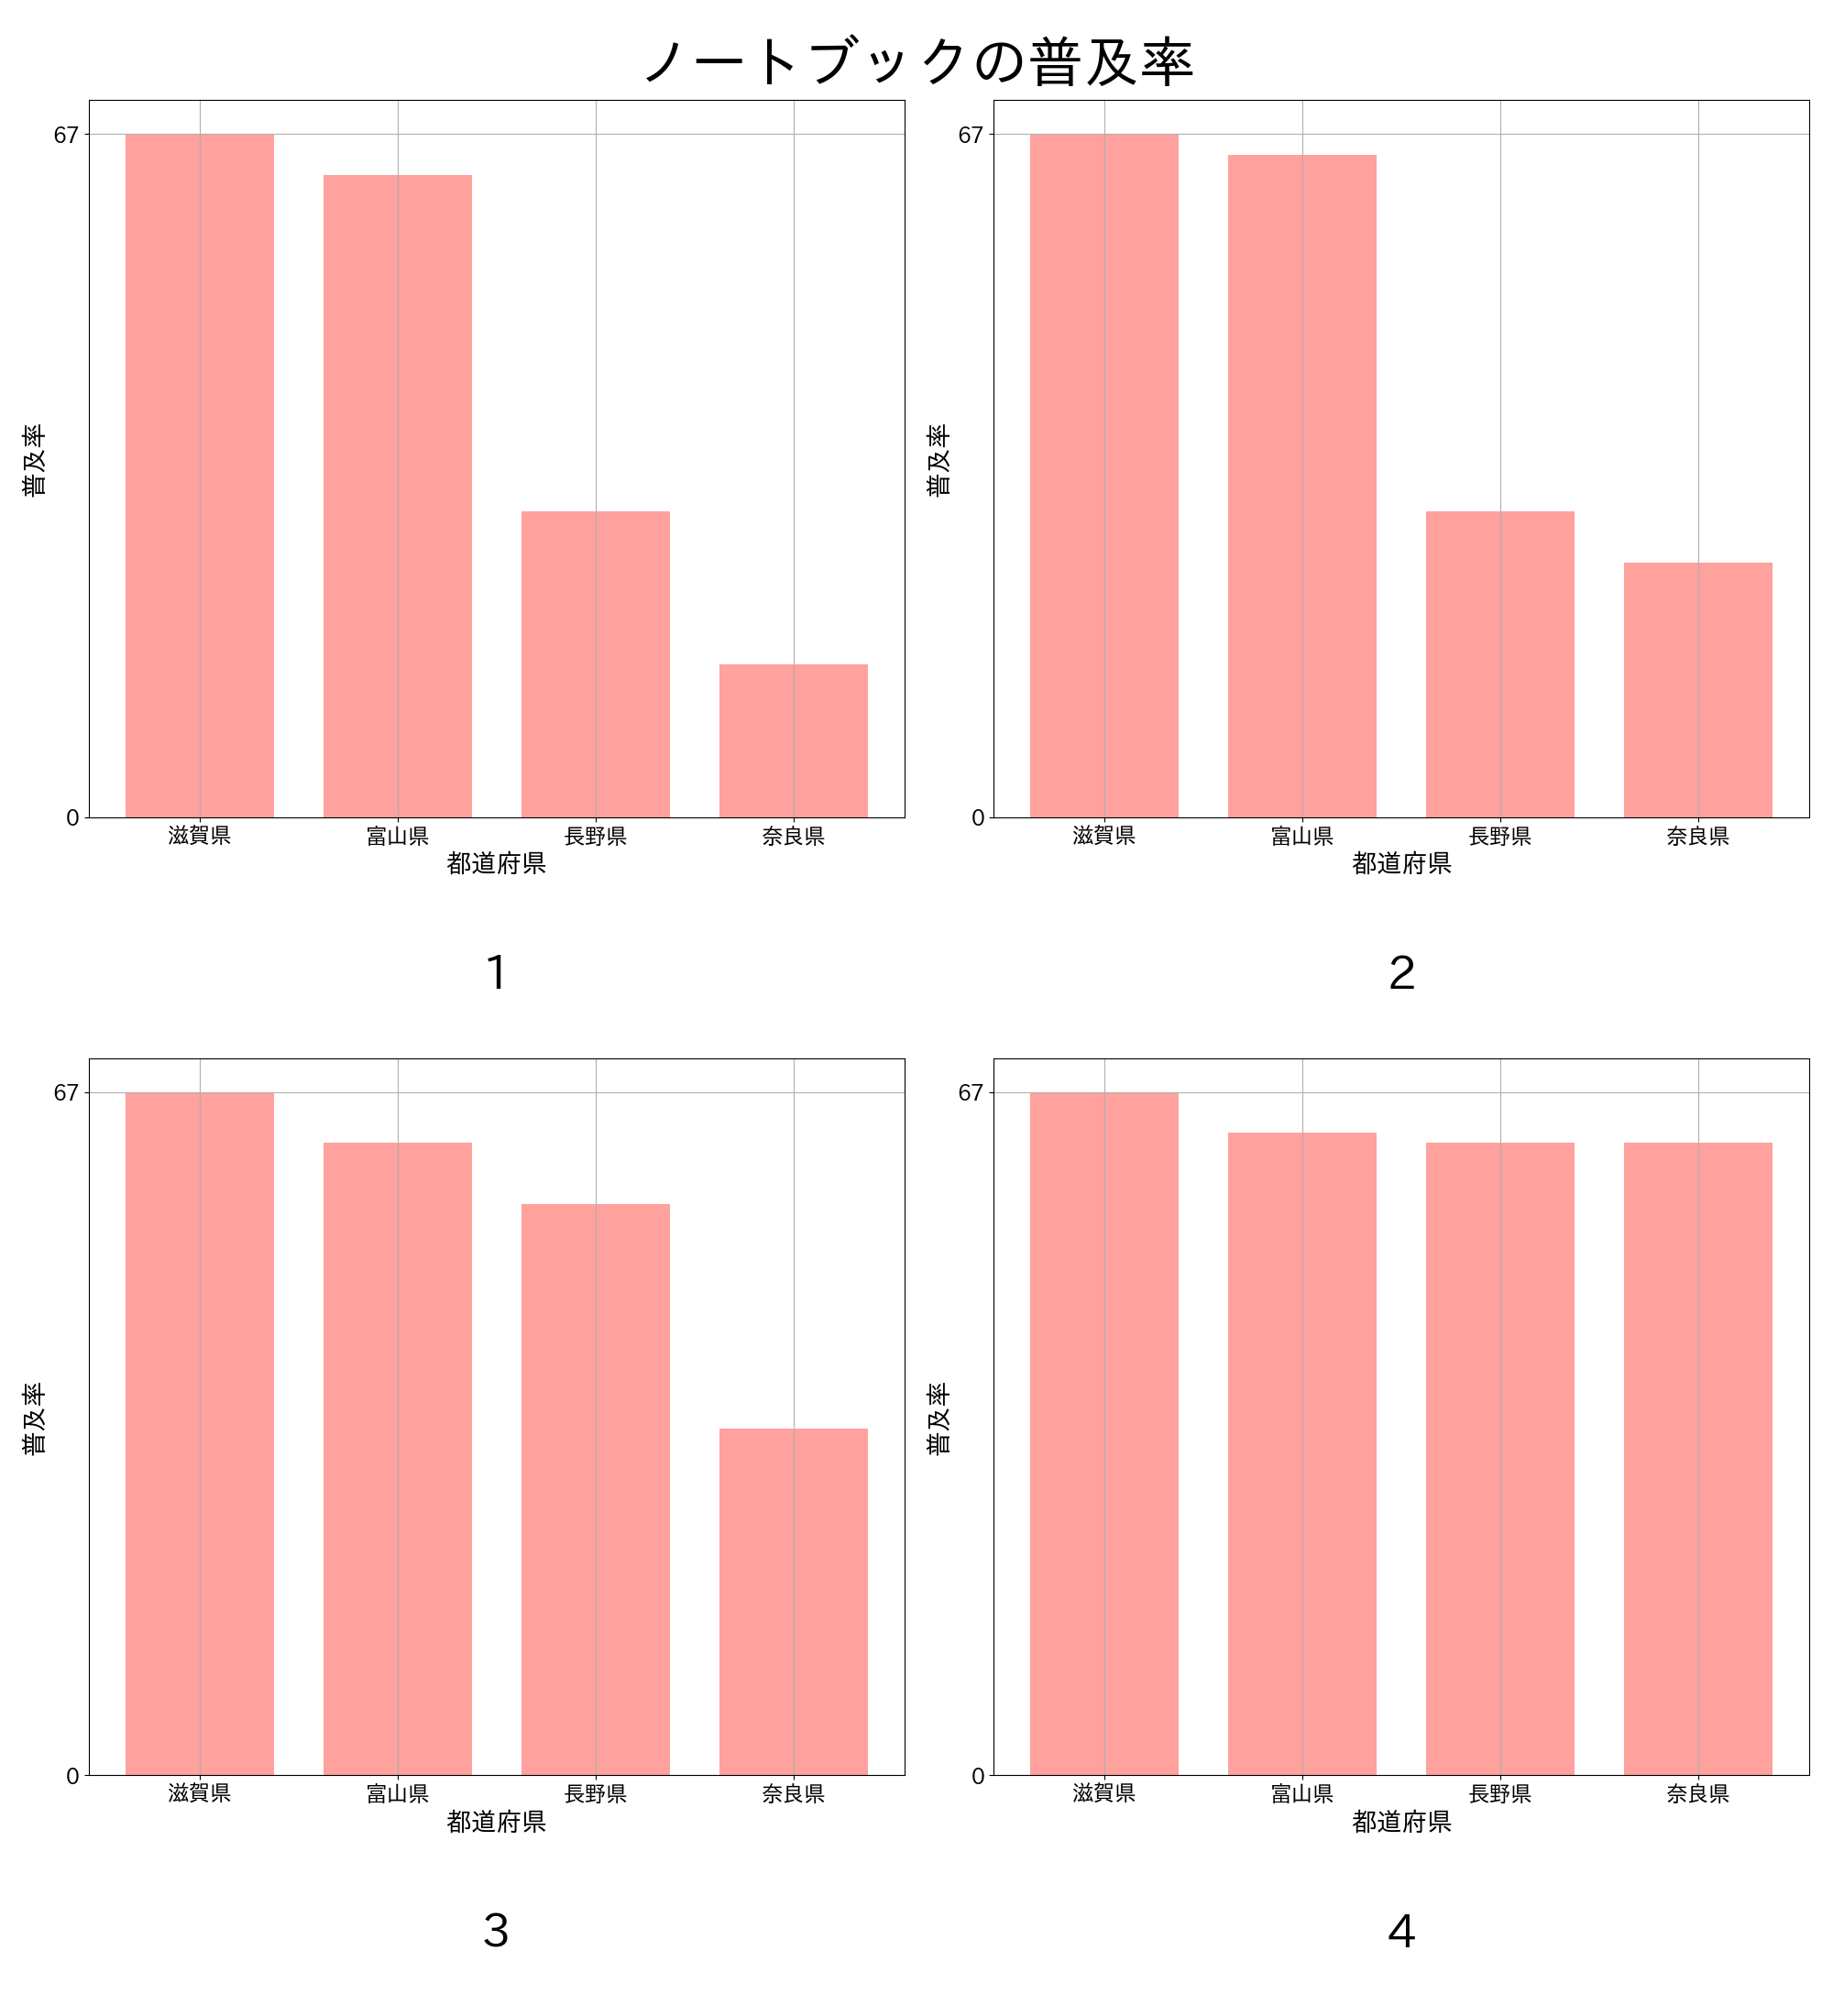 ノートブックの普及率
67
0
普及率
滋賀県 富山県 長野県 奈良県
都道府県
1
67
0
普及率
滋賀県 富山県 長野県 奈良県
都道府県
2
67
0
普及率
滋賀県 富山県 長野県 奈良県
都道府県
3
67
0
普及率
滋賀県 富山県 長野県 奈良県
都道府県
4